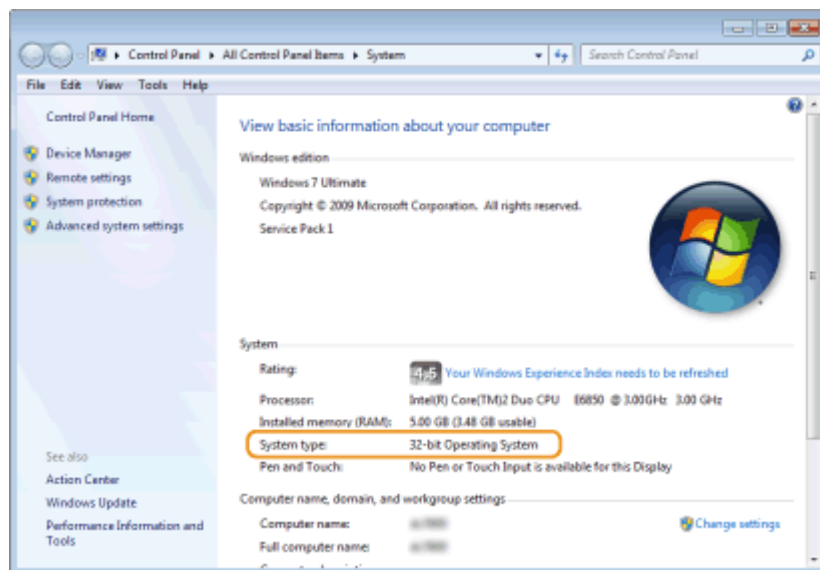 Control Panel ▸ All Control Panel Items ▸ System
Search Control Panel
File Edit View Tools Help
Control Panel Home
Device Manager
Remote settings
System protection
Advanced system settings
See also
Action Center
Windows Update
Performance Information and
Tools
View basic information about your computer
Windows edition
Windows 7 Ultimate
Copyright © 2009 Microsoft Corporation. All rights reserved.
Service Pack 1
System
Rating: 4,5 Your Windows Experience Index needs to be refreshed
Processor: Intel(R) Core(TM)2 Duo CPU E6850 @ 3.00GHz 3.00 GHz
Installed memory (RAM): 5.00 GB (3.48 GB usable)
System type: 32-bit Operating System
Pen and Touch: No Pen or Touch Input is available for this Display
Computer name, domain, and workgroup settings
Computer name: Change settings
Full computer name: